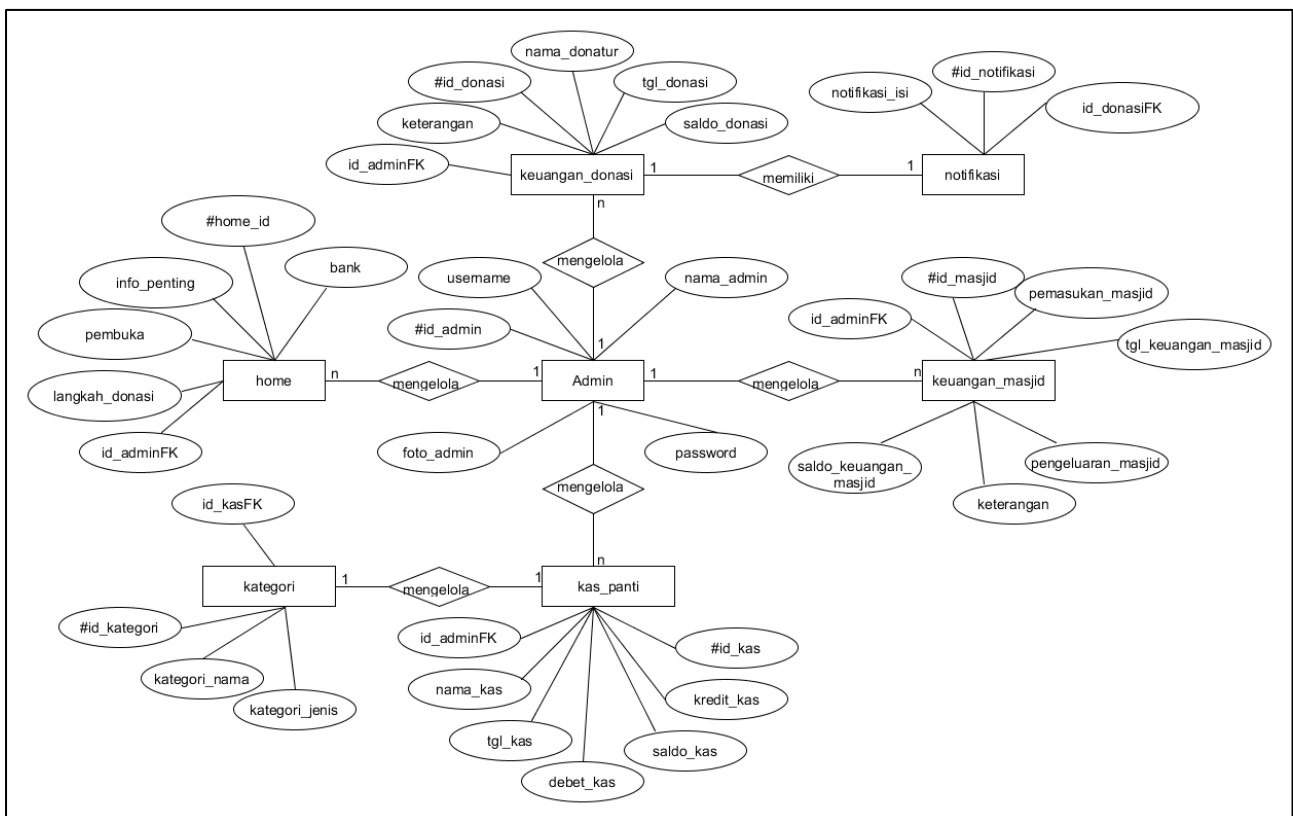 nama_donatur
#id_donasi
tgl_donasi
keterangan
saldo_donasi
id_adminFK
keuangan_donasi
1
memiliki
1
notifikasi
notifikasi_isi
#id_notifikasi
id_donasiFK
n
mengelola
1
#home_id
info_penting
bank
pembuka
langkah_donasi
id_adminFK
home
n
mengelola
1
username
nama_admin
#id_admin
Admin
foto_admin
password
1
mengelola
n
#id_masjid
pemasukan_masjid
id_adminFK
tgl_keuangan_masjid
keuangan_masjid
saldo_keuangan_
masjid
keterangan
pengeluaran_masjid
1
mengelola
n
id_kasFK
kategori
1
mengelola
1
kas_panti
#id_kategori
kategori_nama
kategori_jenis
id_adminFK
#id_kas
nama_kas
kredit_kas
tgl_kas
saldo_kas
debet_kas